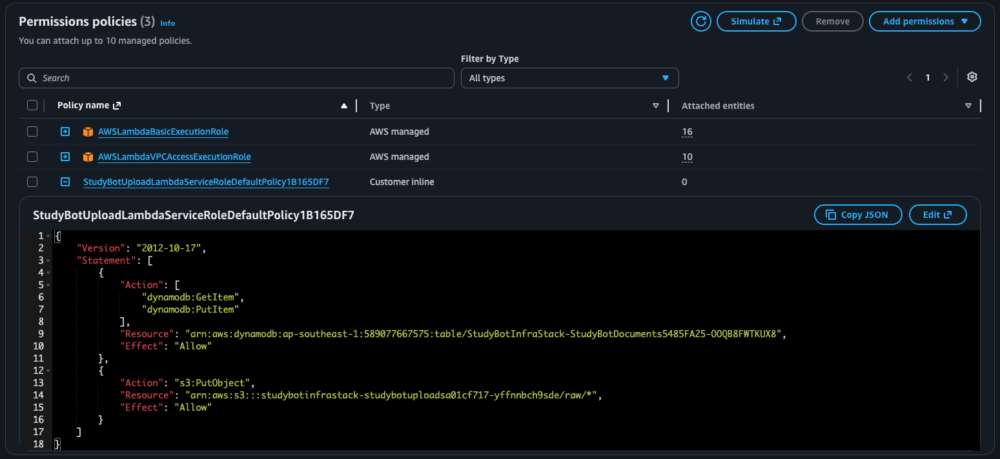 Permissions policies (3) Info
Simulate
Remove
Add permissions
You can attach up to 10 managed policies.
Filter by Type
Search
All types
1
Policy name
Type
Attached entities
AWSLambdaBasicExecutionRole AWS managed 16
AWSLambdaVPCAccessExecutionRole AWS managed 10
StudyBotUploadLambdaServiceRoleDefaultPolicy1B165DF7 Customer inline 0
StudyBotUploadLambdaServiceRoleDefaultPolicy1B165DF7
Copy JSON
Edit
1 {
2 "Version": "2012-10-17",
3 "Statement": [
4 {
5 "Action": [
6 "dynamodb:GetItem",
7 "dynamodb:PutItem"
8 ],
9 "Resource": "arn:aws:dynamodb:ap-southeast-1:589077667575:table/StudyBotInfraStack-StudyBotDocuments5485FA25-OOQB8FWTKUX8",
10 "Effect": "Allow"
11 },
12 {
13 "Action": "s3:PutObject",
14 "Resource": "arn:aws:s3:::studybotinfrastack-studybotuploadsa01cf717-yffnnbch9sde/raw/*",
15 "Effect": "Allow"
16 }
17 ]
18 }